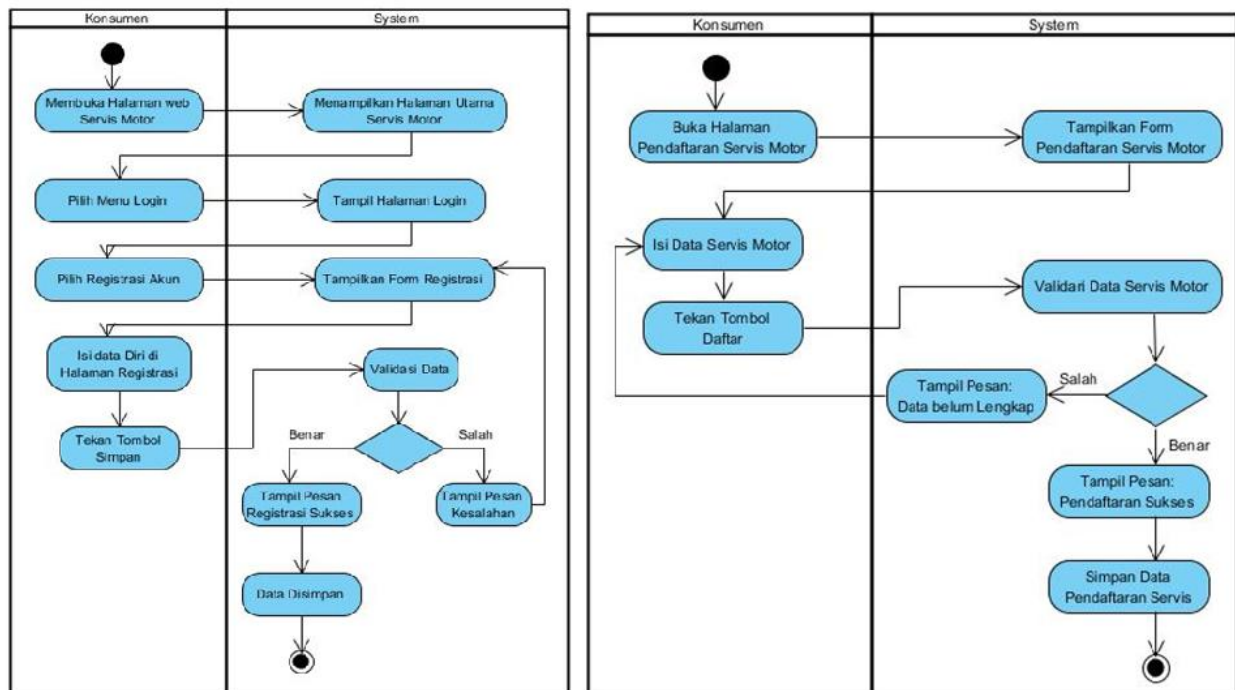 Konsumen
System
Membuka Halaman web
Servis Motor
Menampilkan Halaman Utama
Servis Motor
Pilih Menu Login
Tampil Halaman Login
Pilih Registrasi Akun
Tampilkan Form Registrasi
Isi data Diri di
Halaman Registrasi
Validasi Data
Tekan Tombol
Simpan
Benar
Salah
Tampil Pesan
Registrasi Sukses
Tampil Pesan
Kesalahan
Data Disimpan
Konsumen
System
Buka Halaman
Pendaftaran Servis Motor
Tampilkan Form
Pendaftaran Servis Motor
Isi Data Servis Motor
Validari Data Servis Motor
Tekan Tombol
Daftar
Salah
Tampil Pesan:
Data belum Lengkap
Benar
Tampil Pesan:
Pendaftaran Sukses
Simpan Data
Pendaftaran Servis